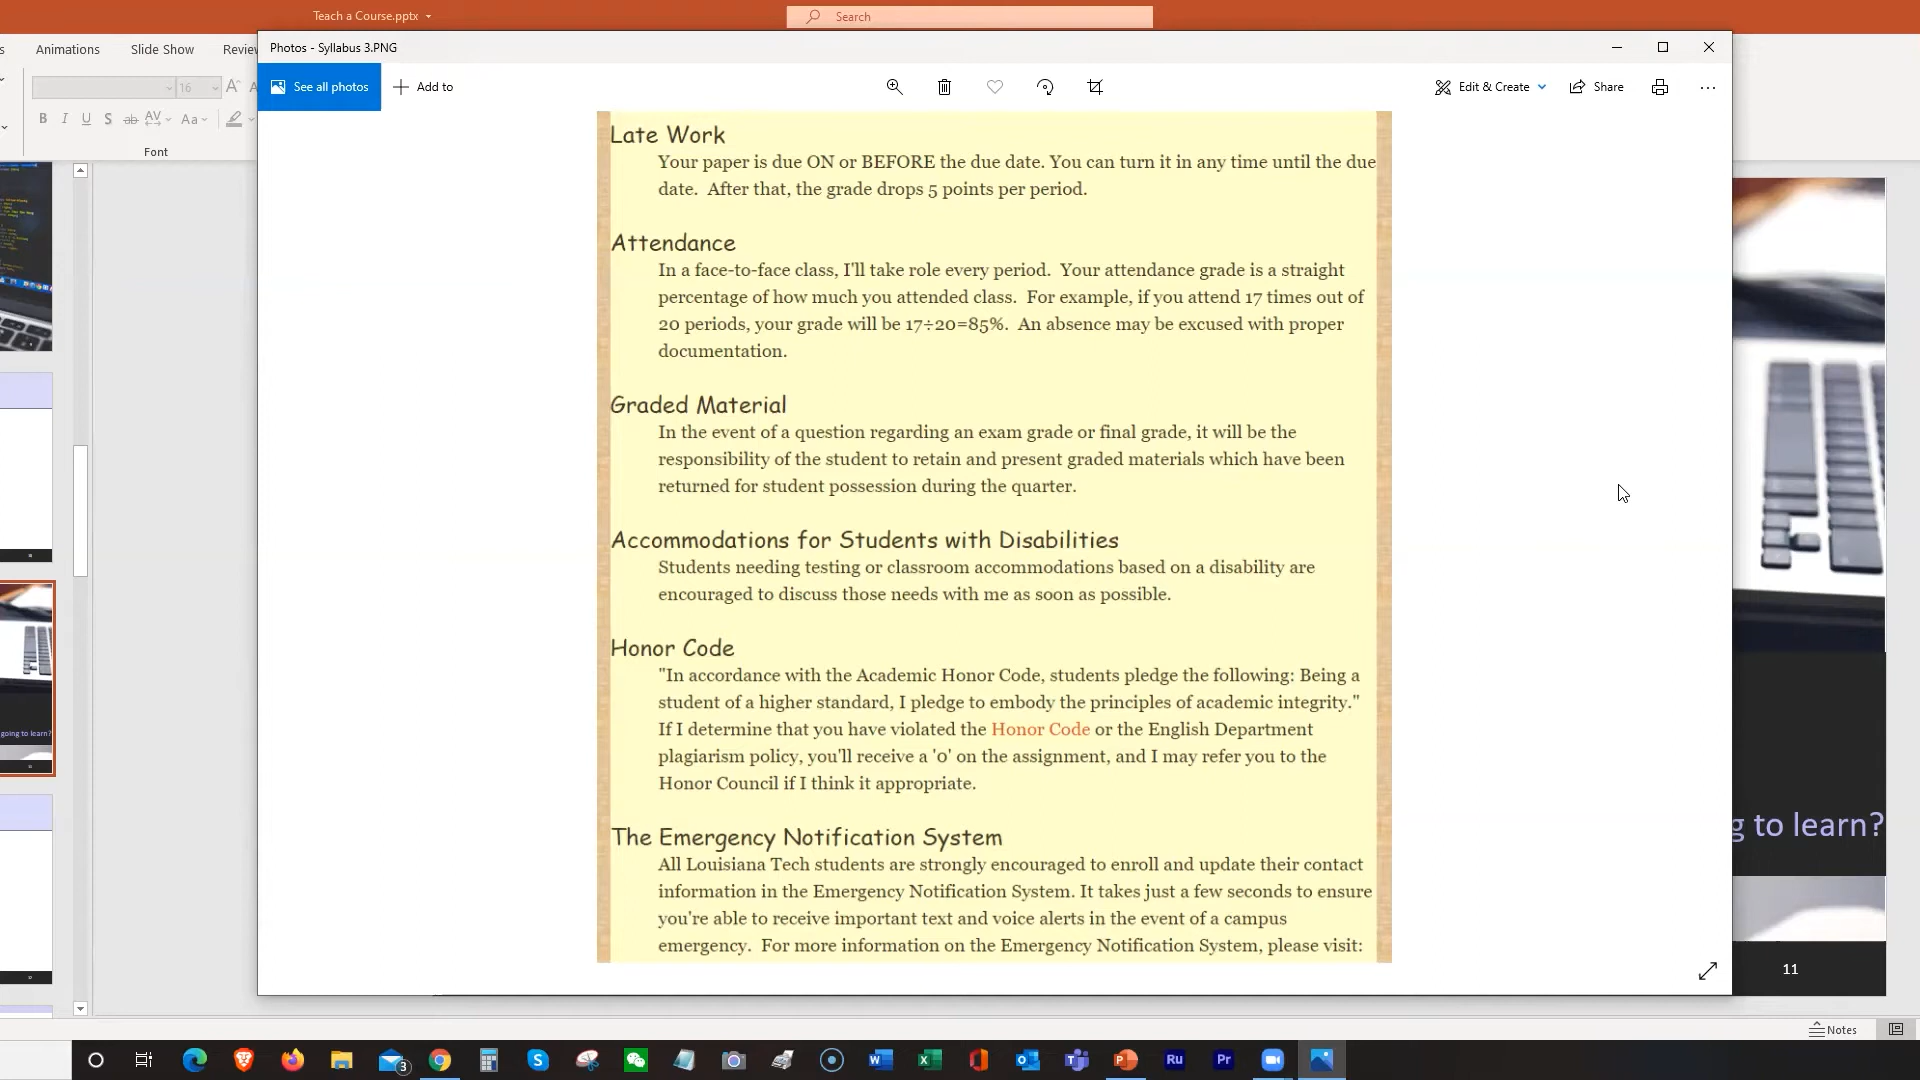 Teach a Course.pptx
Search
Animations
Slide Show
Review
Photos - Syllabus 3.PNG
See all photos
Add to
Edit & Create
Share
16
B I U S ab AV Aa
Font
Late Work
Your paper is due ON or BEFORE the due date. You can turn it in any time until the due
date.  After that, the grade drops 5 points per period.
Attendance
In a face-to-face class, I'll take role every period.  Your attendance grade is a straight
percentage of how much you attended class.  For example, if you attend 17 times out of
20 periods, your grade will be 17÷20=85%.  An absence may be excused with proper
documentation.
Graded Material
In the event of a question regarding an exam grade or final grade, it will be the
responsibility of the student to retain and present graded materials which have been
returned for student possession during the quarter.
Accommodations for Students with Disabilities
Students needing testing or classroom accommodations based on a disability are
encouraged to discuss those needs with me as soon as possible.
Honor Code
"In accordance with the Academic Honor Code, students pledge the following: Being a
student of a higher standard, I pledge to embody the principles of academic integrity."
If I determine that you have violated the Honor Code or the English Department
plagiarism policy, you'll receive a '0' on the assignment, and I may refer you to the
Honor Council if I think it appropriate.
The Emergency Notification System
All Louisiana Tech students are strongly encouraged to enroll and update their contact
information in the Emergency Notification System. It takes just a few seconds to ensure
you're able to receive important text and voice alerts in the event of a campus
emergency.  For more information on the Emergency Notification System, please visit:
going to learn?
g to learn?
11
Notes
3
Ru
Pr